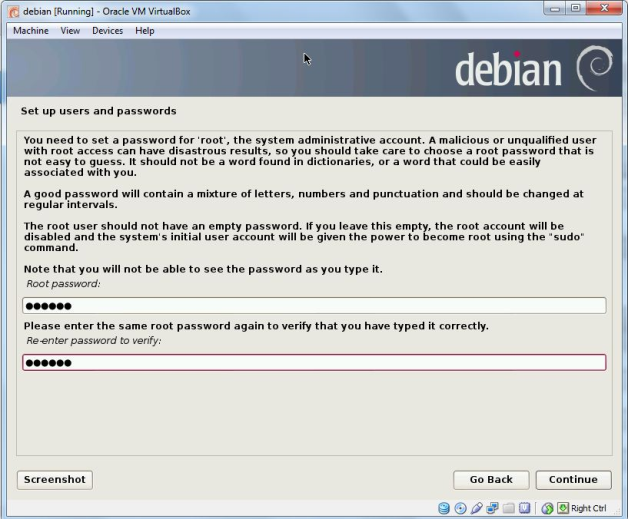 debian [Running] - Oracle VM VirtualBox
Machine View Devices Help
debian
Set up users and passwords
You need to set a password for 'root', the system administrative account. A malicious or unqualified user
with root access can have disastrous results, so you should take care to choose a root password that is
not easy to guess. It should not be a word found in dictionaries, or a word that could be easily
associated with you.
A good password will contain a mixture of letters, numbers and punctuation and should be changed at
regular intervals.
The root user should not have an empty password. If you leave this empty, the root account will be
disabled and the system's initial user account will be given the power to become root using the "sudo"
command.
Note that you will not be able to see the password as you type it.
Root password:
●●●●●●
Please enter the same root password again to verify that you have typed it correctly.
Re-enter password to verify:
●●●●●●
Screenshot Go Back Continue
Right Ctrl